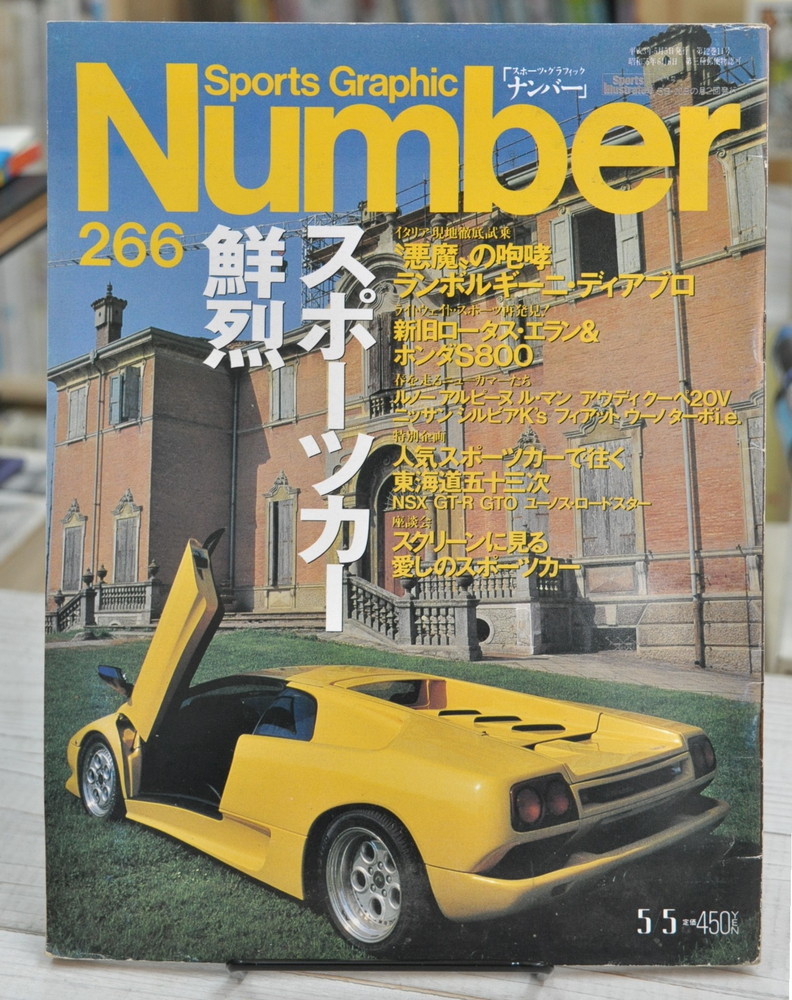 Sports Graphic
「スポーツ・グラフィック
ナンバー」
Number
266
スポーツカー
鮮烈
イタリア現地徹底試乗
〝悪魔〟の咆哮
ランボルギーニ・ディアブロ
ライトウェイト・スポーツ再発見!
新旧ロータス・エラン&
ホンダS800
春を走るニューカマーたち
ルノー アルピーヌ ル・マン アウディ クーペ20V
ニッサン シルビアK's フィアット ウーノ ターボi.e.
特別企画
人気スポーツカーで往く
東海道五十三次
NSX GT-R GTO ユーノス・ロードスター
座談会
スクリーンに見る
愛しのスポーツカー
5/5 定価450YEN